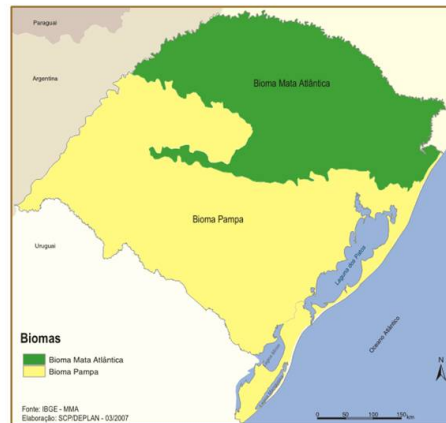 Paraguai
Argentina
Bioma Mata Atlântica
Bioma Pampa
Uruguai
Laguna dos Patos
Oceano Atlântico
Biomas
Bioma Mata Atlântica
Bioma Pampa
N
0 50 100 150
km
Fonte: IBGE - MMA
Elaboração: SCP/DEPLAN - 03/2007